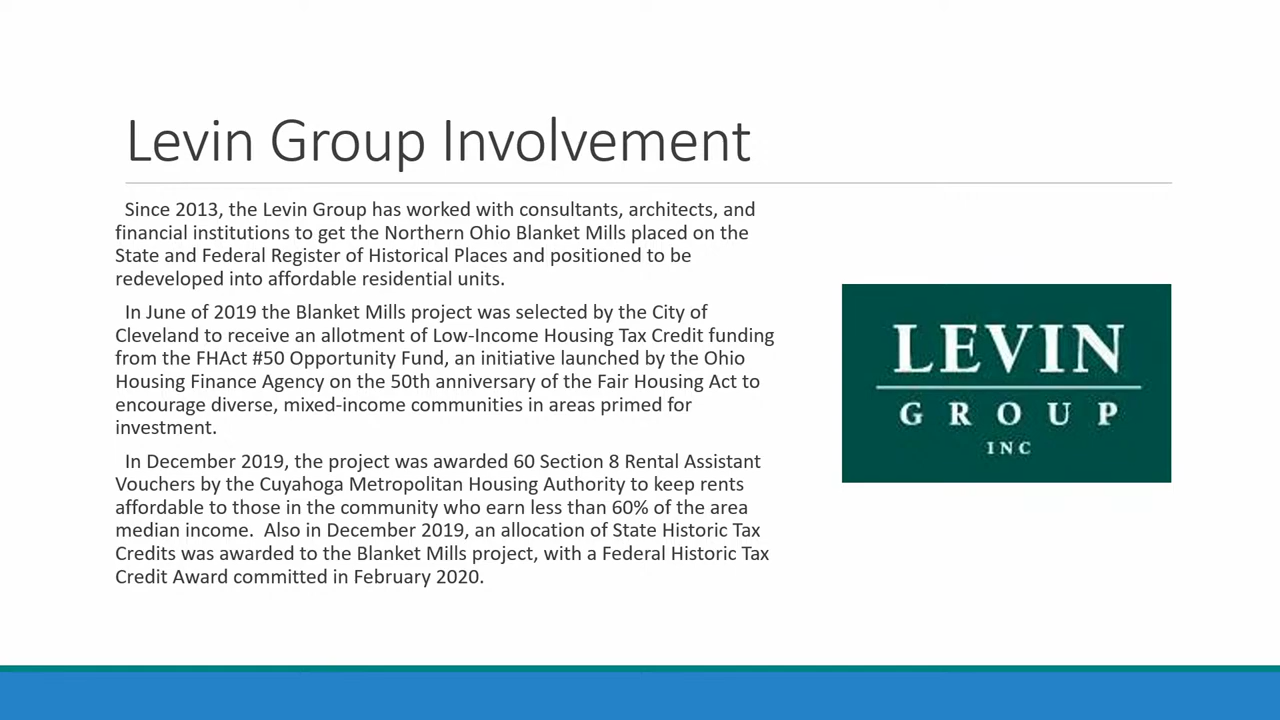 Levin Group Involvement
Since 2013, the Levin Group has worked with consultants, architects, and
financial institutions to get the Northern Ohio Blanket Mills placed on the
State and Federal Register of Historical Places and positioned to be
redeveloped into affordable residential units.
In June of 2019 the Blanket Mills project was selected by the City of
Cleveland to receive an allotment of Low-Income Housing Tax Credit funding
from the FHAct #50 Opportunity Fund, an initiative launched by the Ohio
Housing Finance Agency on the 50th anniversary of the Fair Housing Act to
encourage diverse, mixed-income communities in areas primed for
investment.
In December 2019, the project was awarded 60 Section 8 Rental Assistant
Vouchers by the Cuyahoga Metropolitan Housing Authority to keep rents
affordable to those in the community who earn less than 60% of the area
median income.  Also in December 2019, an allocation of State Historic Tax
Credits was awarded to the Blanket Mills project, with a Federal Historic Tax
Credit Award committed in February 2020.
LEVIN
GROUP
INC